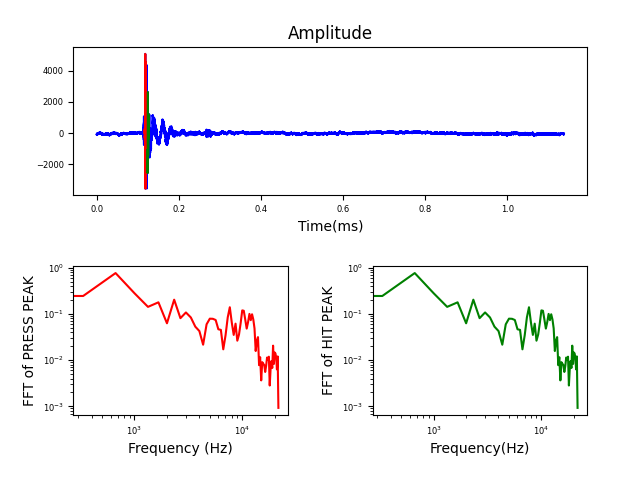 Amplitude
4000
2000
0
−2000
0.0 0.2 0.4 0.6 0.8 1.0
Time(ms)
FFT of PRESS PEAK
10⁰
10⁻¹
10⁻²
10⁻³
10³ 10⁴
Frequency (Hz)
FFT of HIT PEAK
10⁰
10⁻¹
10⁻²
10⁻³
10³ 10⁴
Frequency(Hz)